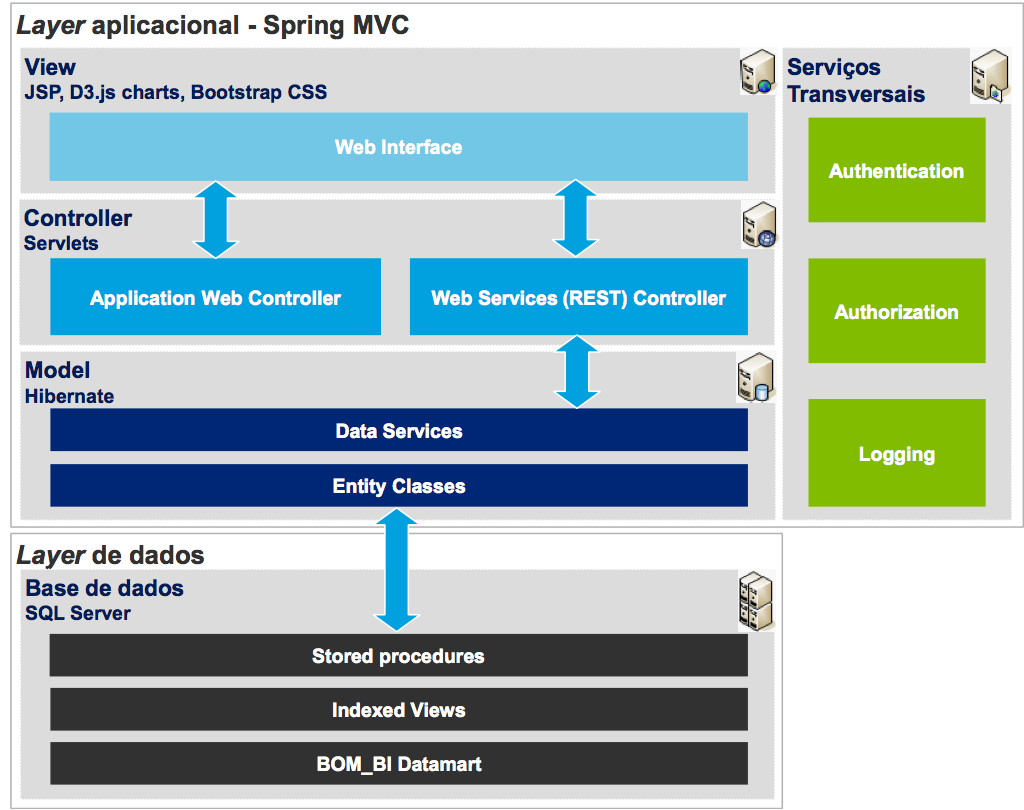 Layer aplicacional - Spring MVC
View
JSP, D3.js charts, Bootstrap CSS
Web Interface
Controller
Servlets
Application Web Controller
Web Services (REST) Controller
Model
Hibernate
Data Services
Entity Classes
Serviços
Transversais
Authentication
Authorization
Logging
Layer de dados
Base de dados
SQL Server
Stored procedures
Indexed Views
BOM_BI Datamart